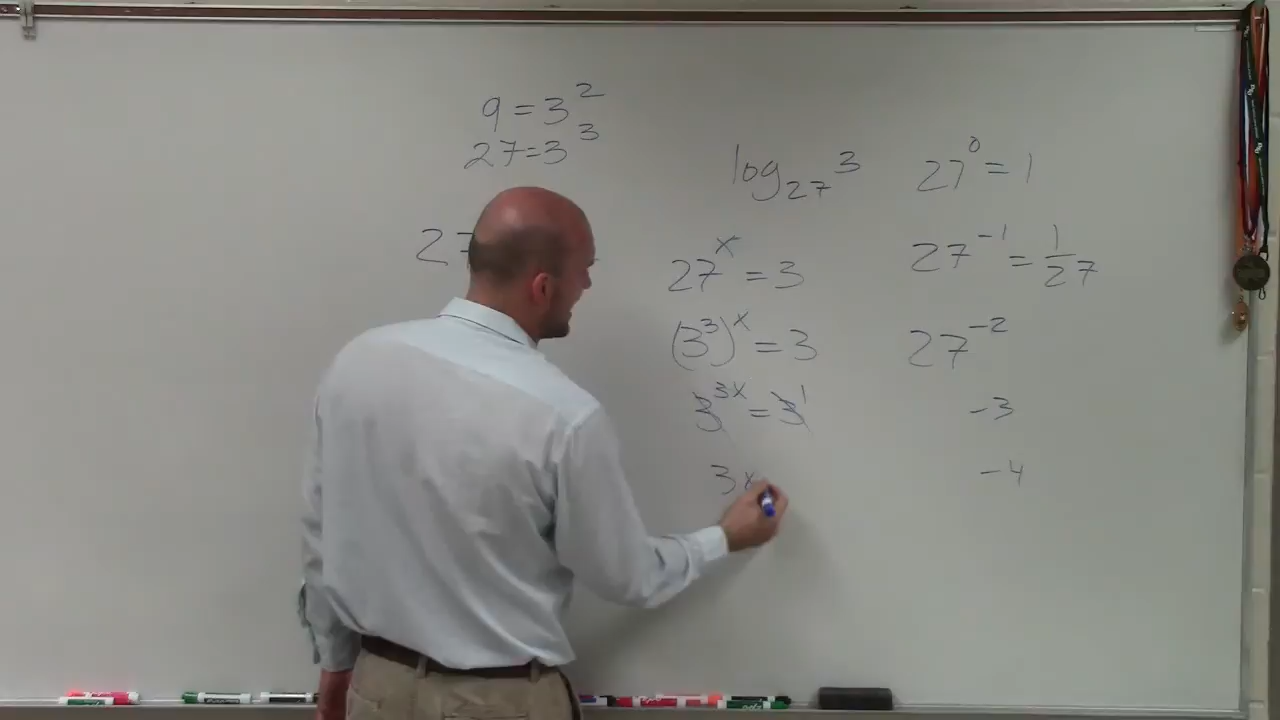 9 = 3²
27 = 3³
27
log₂₇ 3
27ˣ = 3
(3³)ˣ = 3
3³ˣ = 3¹
3x
27⁰ = 1
27⁻¹ = 1/27
27⁻²
-3
-4